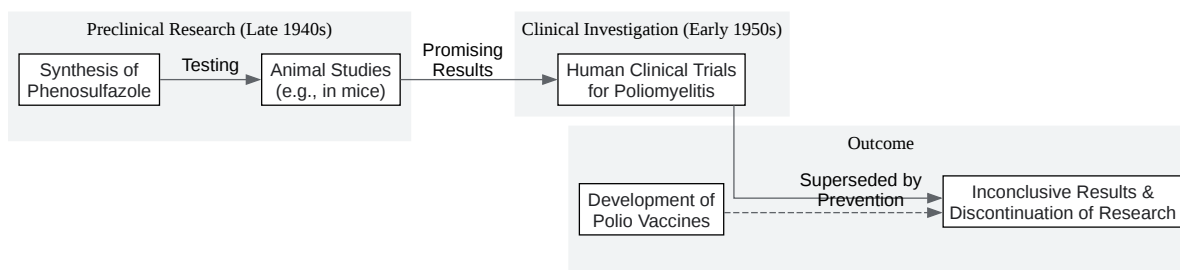 Preclinical Research (Late 1940s)
Synthesis of
Phenosulfazole
Testing
Animal Studies
(e.g., in mice)
Promising
Results
Clinical Investigation (Early 1950s)
Human Clinical Trials
for Poliomyelitis
Outcome
Development of
Polio Vaccines
Superseded by
Prevention
Inconclusive Results &
Discontinuation of Research